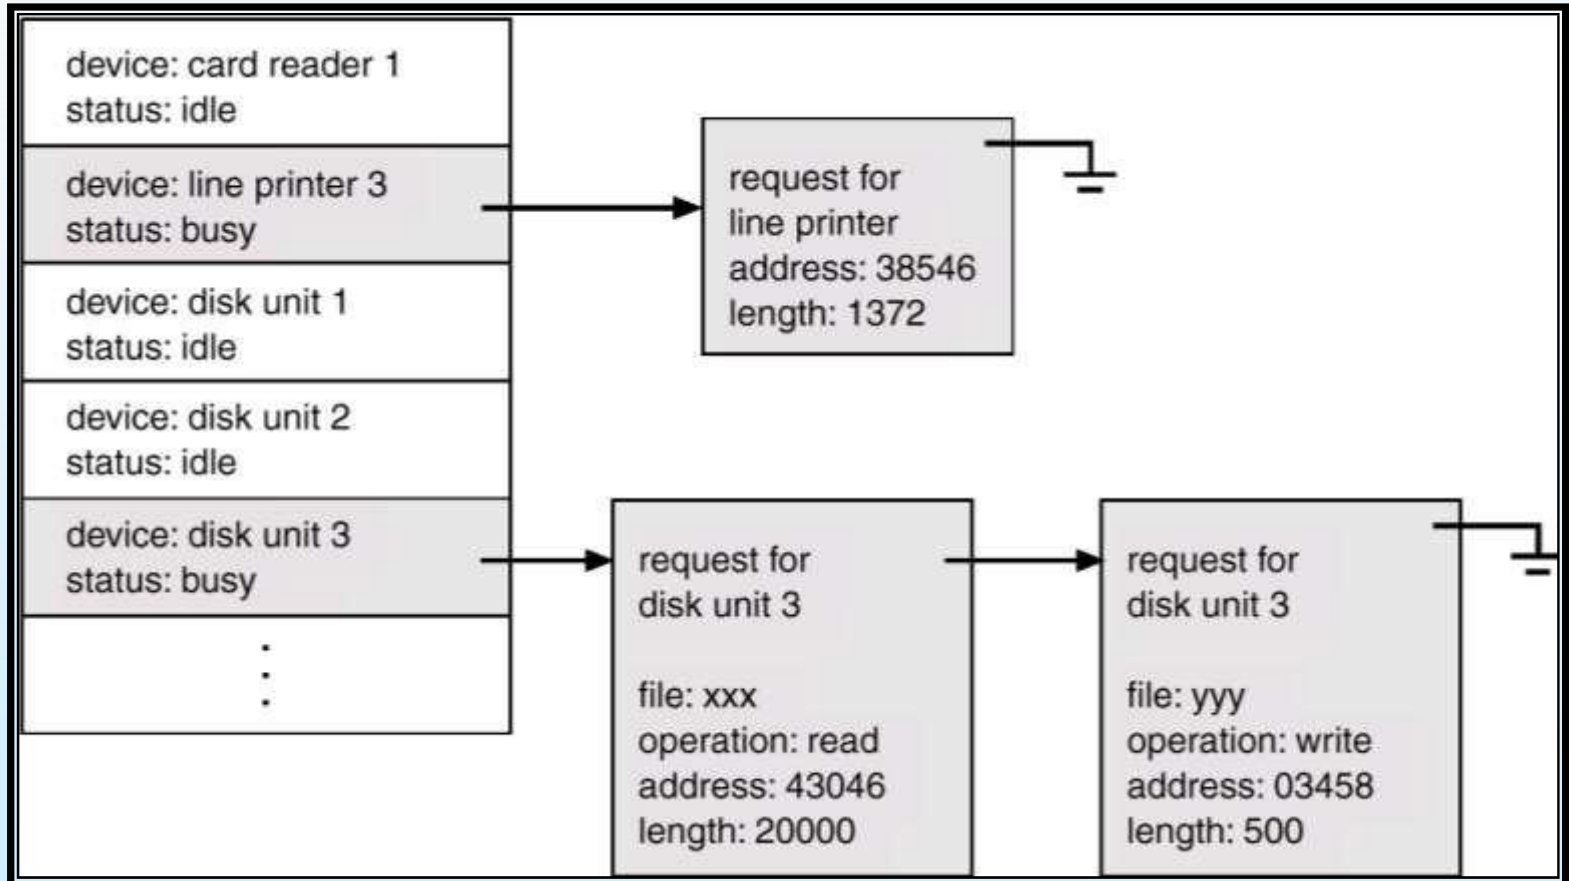 device: card reader 1
status: idle
device: line printer 3
status: busy
device: disk unit 1
status: idle
device: disk unit 2
status: idle
device: disk unit 3
status: busy
request for
line printer
address: 38546
length: 1372
request for
disk unit 3
file: xxx
operation: read
address: 43046
length: 20000
request for
disk unit 3
file: yyy
operation: write
address: 03458
length: 500